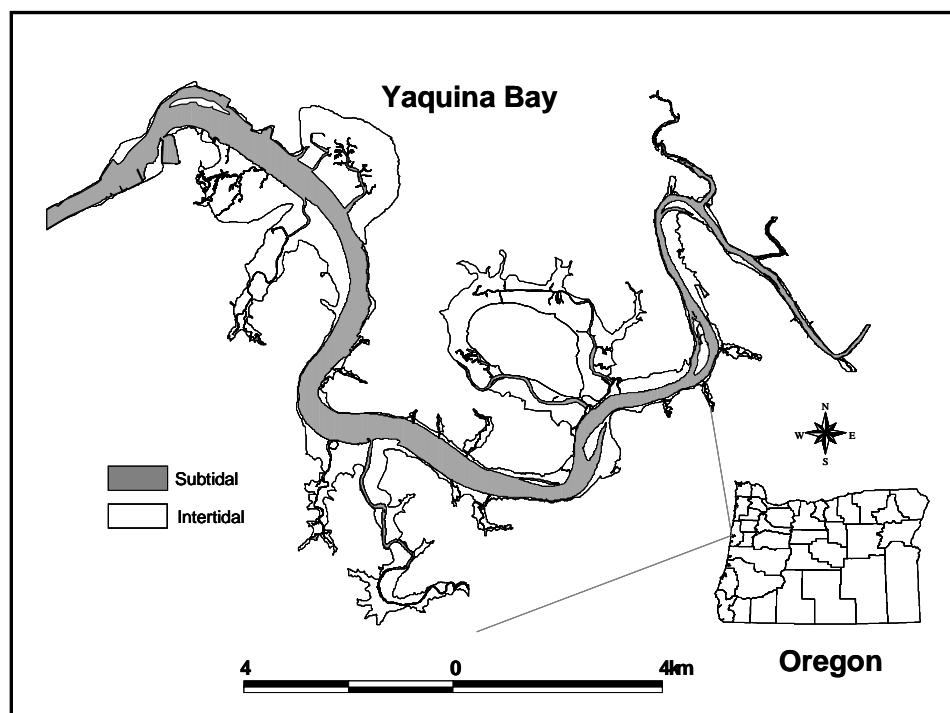 Yaquina Bay
N
W E
S
Subtidal
Intertidal
4 0 4km
Oregon